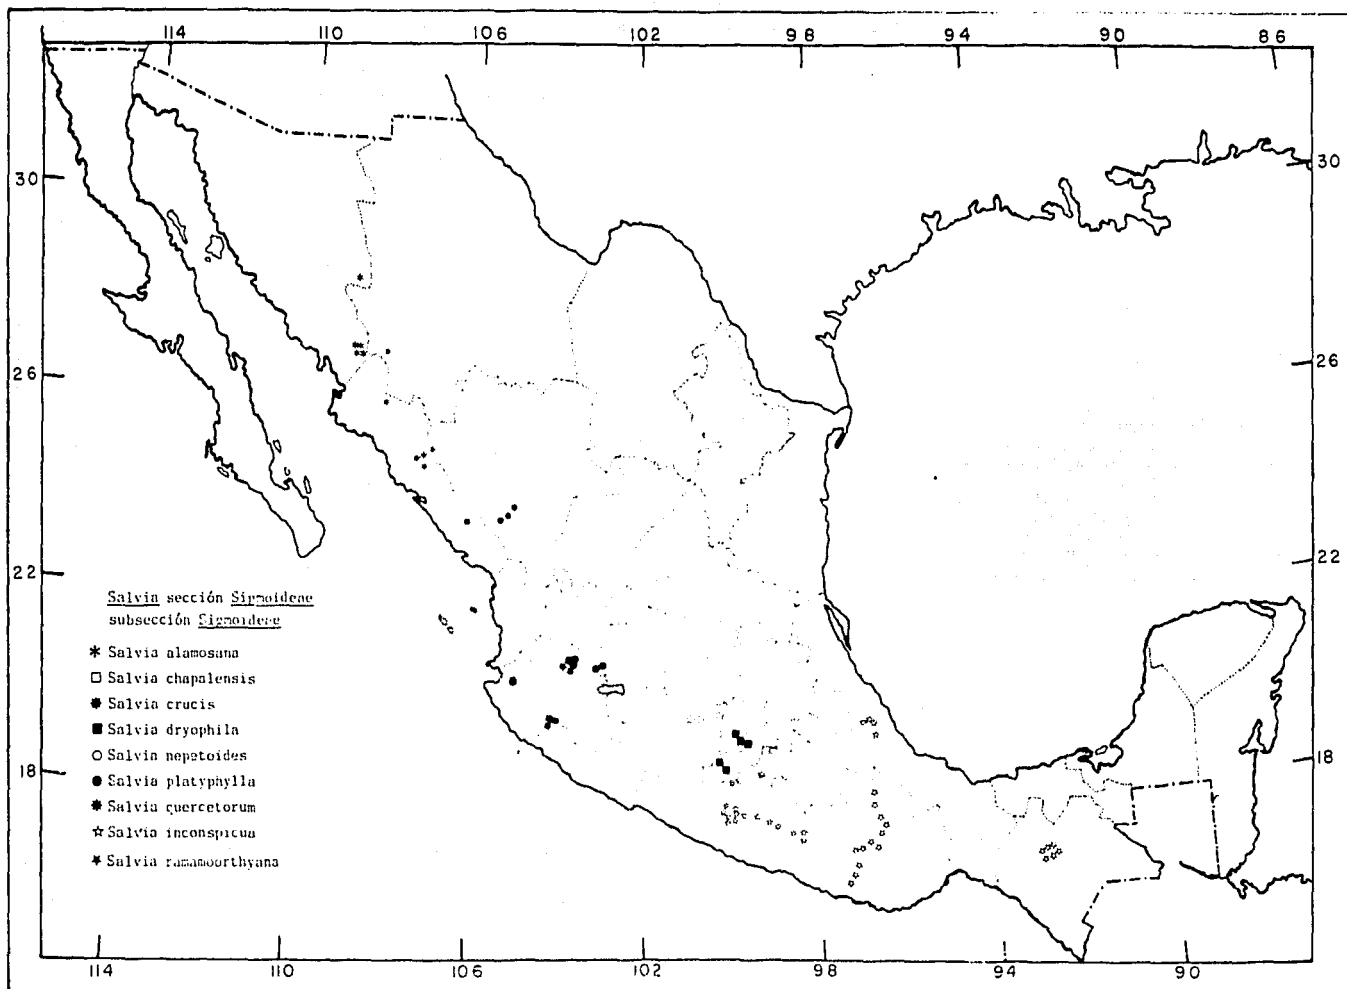 114 110 106 102 98 94 90 86
30 30
26 26
22 22
18 18
Salvia sección Sigmoideae
subsección Sigmoideae
Salvia alamosana
Salvia chapalensis
Salvia crucis
Salvia dryophila
Salvia nepetoides
Salvia platyphylla
Salvia quercetorum
Salvia inconspicua
Salvia ramamoorthyana
114 110 106 102 98 94 90